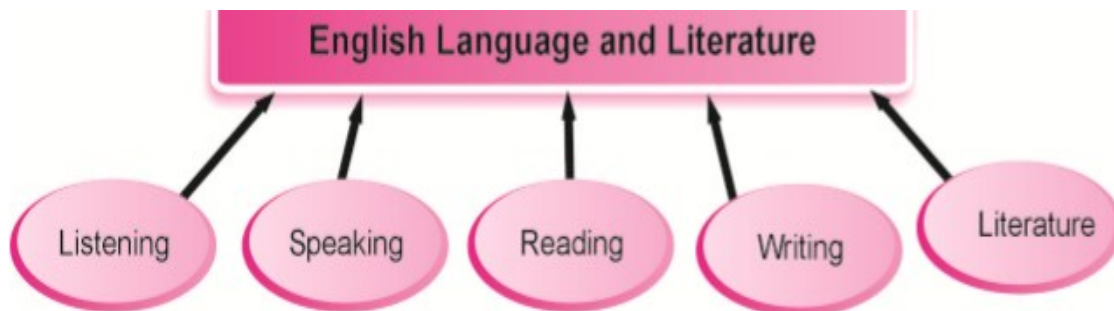 English Language and Literature
Listening
Speaking
Reading
Writing
Literature